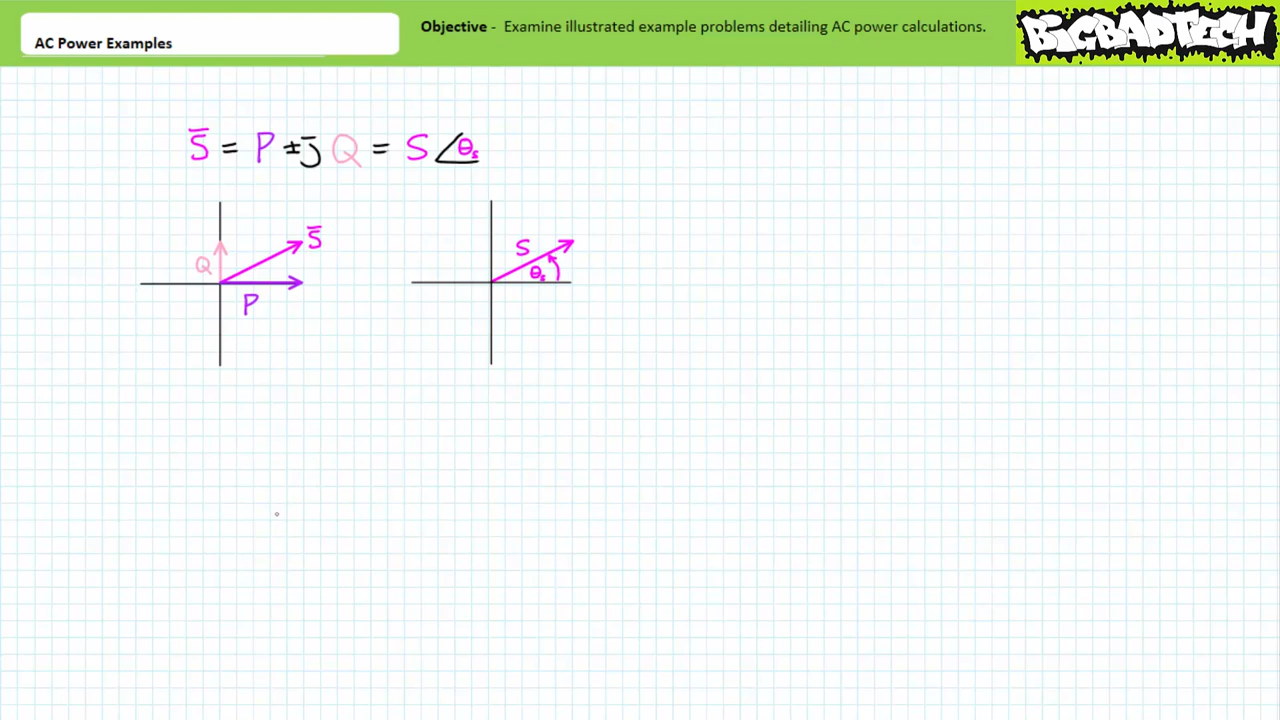 AC Power Examples
Objective - Examine illustrated example problems detailing AC power calculations.
BIGBADTECH
S̄ = P ± j̄ Q = S ∠θₛ
Q S̄
P
S
θₛ